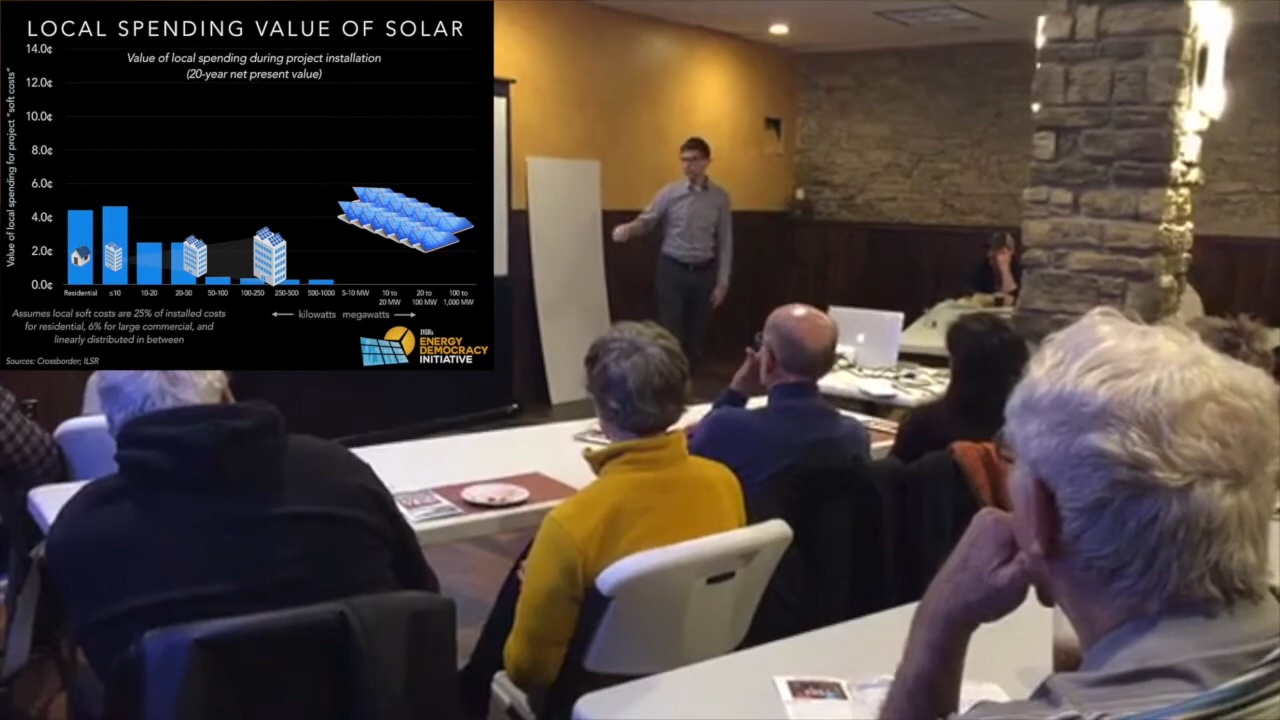 LOCAL SPENDING VALUE OF SOLAR
Value of local spending during project installation
(20-year net present value)
Value of local spending for project "soft costs"
14.0¢
12.0¢
10.0¢
8.0¢
6.0¢
4.0¢
2.0¢
0.0¢
Residential ≤10 10-20 20-50 50-100 100-250 250-500 500-1000 5-10 MW 10 to 20 MW 20 to 100 MW 100 to 1,000 MW
kilowatts megawatts
Assumes local soft costs are 25% of installed costs
for residential, 6% for large commercial, and
linearly distributed in between
Sources: Crossborder; ILSR
ILSR's
ENERGY
DEMOCRACY
INITIATIVE